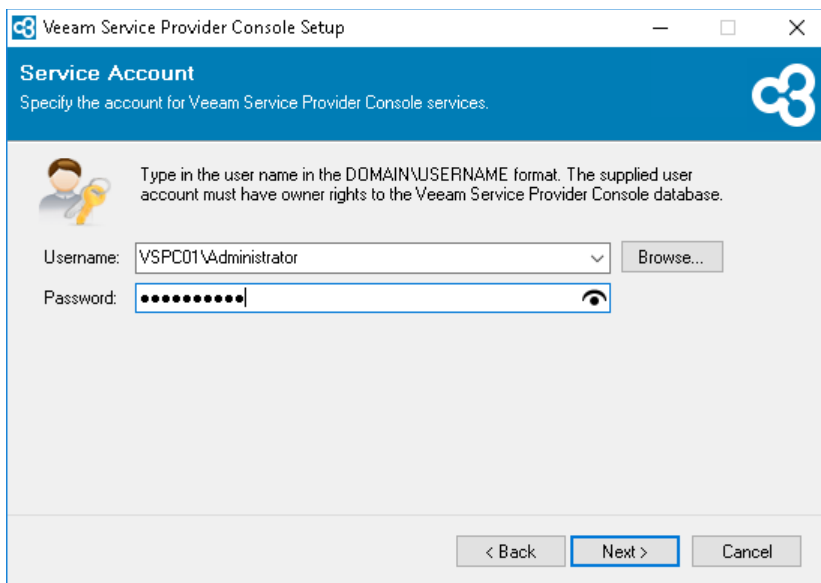 Veeam Service Provider Console Setup
Service Account
Specify the account for Veeam Service Provider Console services.
Type in the user name in the DOMAIN\USERNAME format. The supplied user
account must have owner rights to the Veeam Service Provider Console database.
Username: VSPC01\Administrator Browse...
Password: ●●●●●●●●●●
< Back Next > Cancel